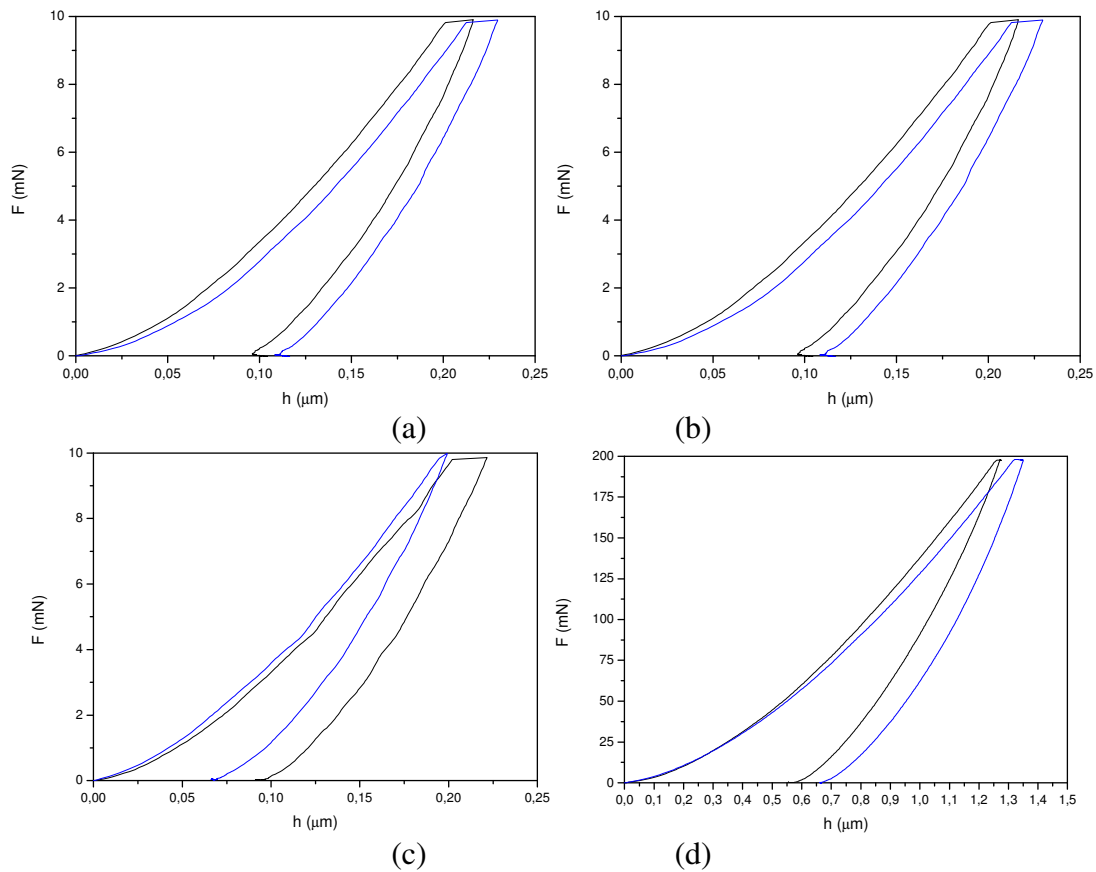 10
8
6
4
2
0
F (mN)
0,00 0,05 0,10 0,15 0,20 0,25
h (μm)
(a)
10
8
6
4
2
0
F (mN)
0,00 0,05 0,10 0,15 0,20 0,25
h (μm)
(b)
10
8
6
4
2
0
F (mN)
0,00 0,05 0,10 0,15 0,20 0,25
h (μm)
(c)
200
175
150
125
100
75
50
25
0
F (mN)
0,0 0,1 0,2 0,3 0,4 0,5 0,6 0,7 0,8 0,9 1,0 1,1 1,2 1,3 1,4 1,5
h (μm)
(d)